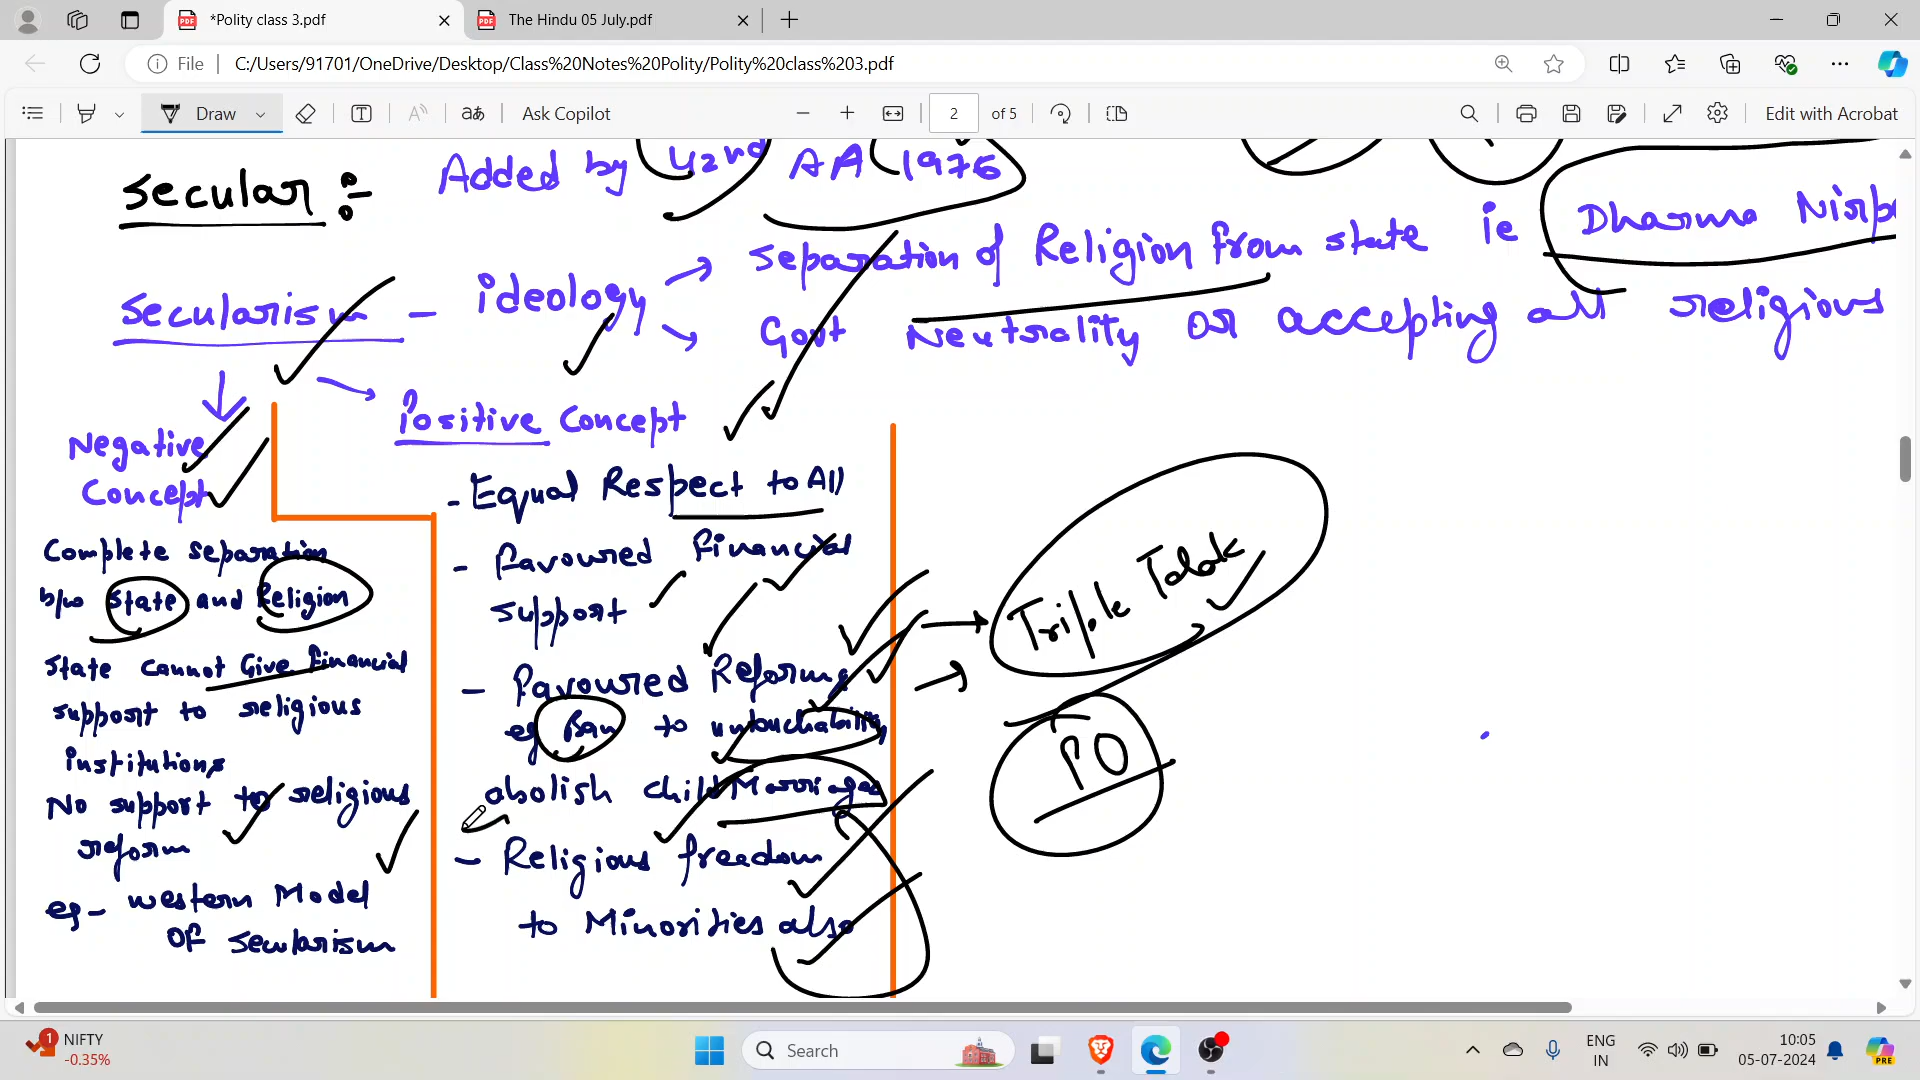 *Polity class 3.pdf
The Hindu 05 July.pdf
File
C:/Users/91701/OneDrive/Desktop/Class%20Notes%20Polity/Polity%20class%203.pdf
Draw
aあ
Ask Copilot
2 of 5
Edit with Acrobat
Secular :- Added by 42nd AA 1976
Secularism - ideology
Separation of Religion from state ie Dharma Nirp
Govt Neutrality or accepting all religious
Negative Concept
Complete separation
b/w State and Religion
State cannot Give financial
support to religious
institutions
No support to religious
reform
eg - western Model
OF secularism
Positive Concept
- Equal Respect to All
- favoured financial
support
- favoured Reforms
eg Ban to untouchability
abolish child Marriages
- Religious freedom
to Minorities also
Triple Talak
PO
1
NIFTY
-0.35%
Search
ENG
IN
10:05
05-07-2024
PRE